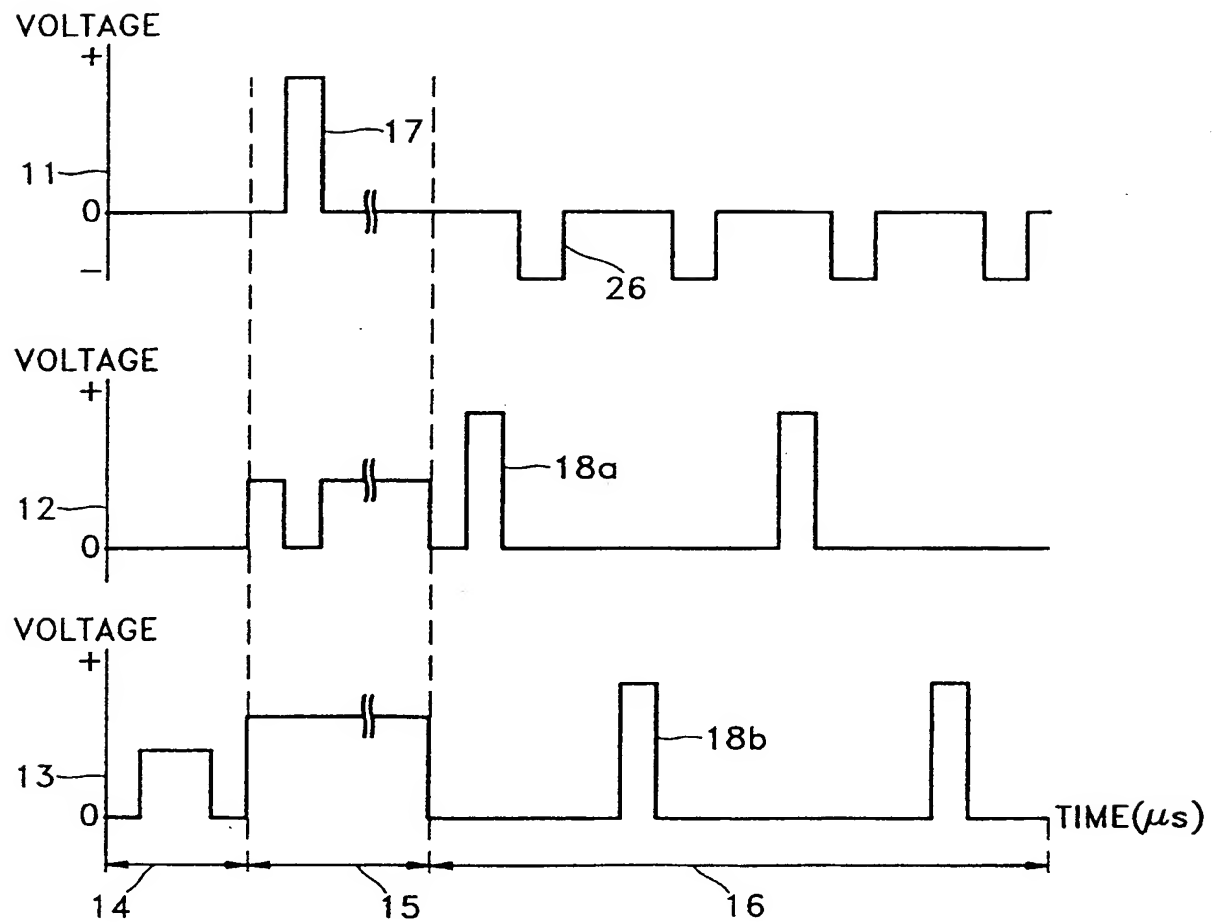 VOLTAGE
+
17
11
0
−
26
VOLTAGE
+
18a
12
0
VOLTAGE
+
18b
13
0
TIME(μs)
14
15
16